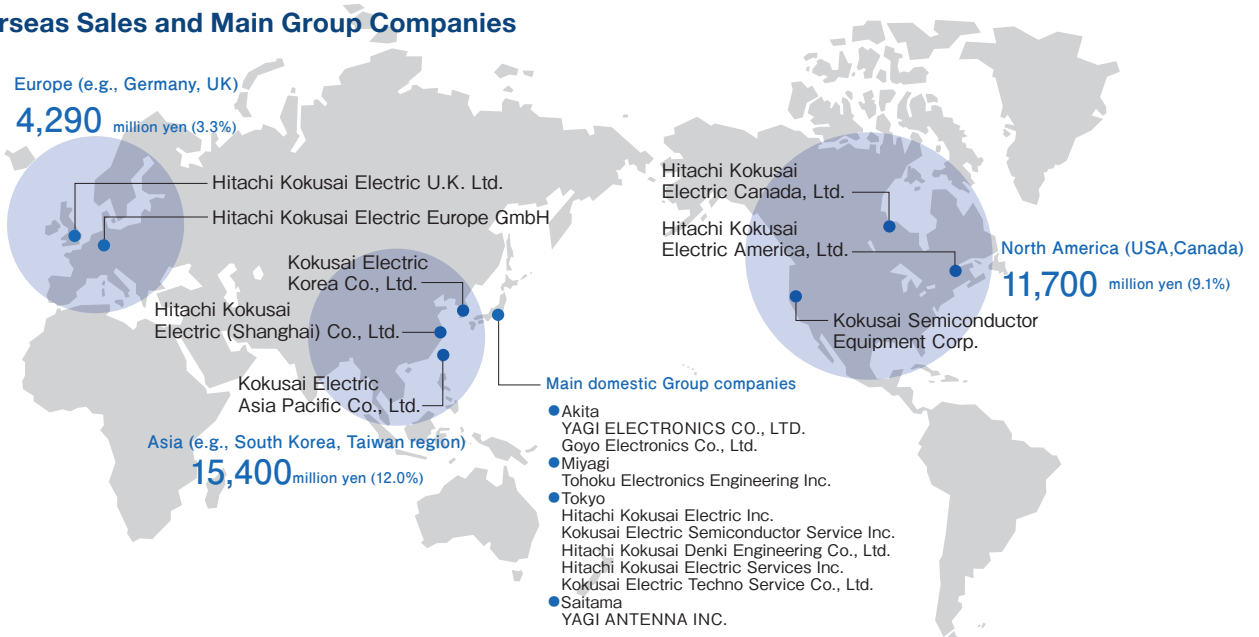 rseas Sales and Main Group Companies
Europe (e.g., Germany, UK)
4,290 million yen (3.3%)
Hitachi Kokusai Electric U.K. Ltd.
Hitachi Kokusai Electric Europe GmbH
Kokusai Electric
Korea Co., Ltd.
Hitachi Kokusai
Electric (Shanghai) Co., Ltd.
Kokusai Electric
Asia Pacific Co., Ltd.
Asia (e.g., South Korea, Taiwan region)
15,400 million yen (12.0%)
Hitachi Kokusai
Electric Canada, Ltd.
Hitachi Kokusai
Electric America, Ltd.
North America (USA,Canada)
11,700 million yen (9.1%)
Kokusai Semiconductor
Equipment Corp.
Main domestic Group companies
●Akita
YAGI ELECTRONICS CO., LTD.
Goyo Electronics Co., Ltd.
●Miyagi
Tohoku Electronics Engineering Inc.
●Tokyo
Hitachi Kokusai Electric Inc.
Kokusai Electric Semiconductor Service Inc.
Hitachi Kokusai Denki Engineering Co., Ltd.
Hitachi Kokusai Electric Services Inc.
Kokusai Electric Techno Service Co., Ltd.
●Saitama
YAGI ANTENNA INC.